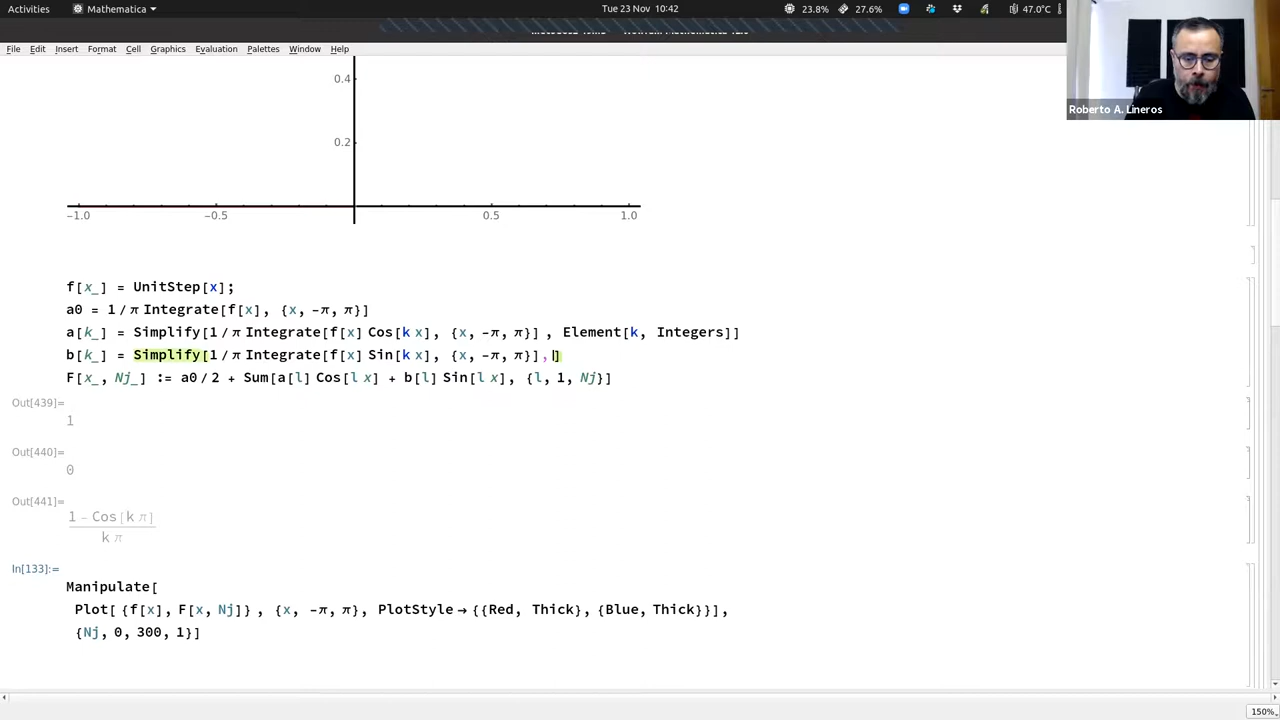 Activities Mathematica Tue 23 Nov 10:42 23.8% 27.6% 47.0°C
File Edit Insert Format Cell Graphics Evaluation Palettes Window Help
Roberto A. Lineros
0.4
0.2
-1.0 -0.5 0.5 1.0
f[x_] = UnitStep[x];
a0 = 1/π Integrate[f[x], {x, -π, π}]
a[k_] = Simplify[1/π Integrate[f[x] Cos[k x], {x, -π, π}] , Element[k, Integers]]
b[k_] = Simplify[1/π Integrate[f[x] Sin[k x], {x, -π, π}], ]
F[x_, Nj_] := a0/2 + Sum[a[l] Cos[l x] + b[l] Sin[l x], {l, 1, Nj}]
Out[439]=
1
Out[440]=
0
Out[441]=
1 - Cos[k π]
k π
In[133]:=
Manipulate[
Plot[ {f[x], F[x, Nj]} , {x, -π, π}, PlotStyle → {{Red, Thick}, {Blue, Thick}}],
{Nj, 0, 300, 1}]
150%